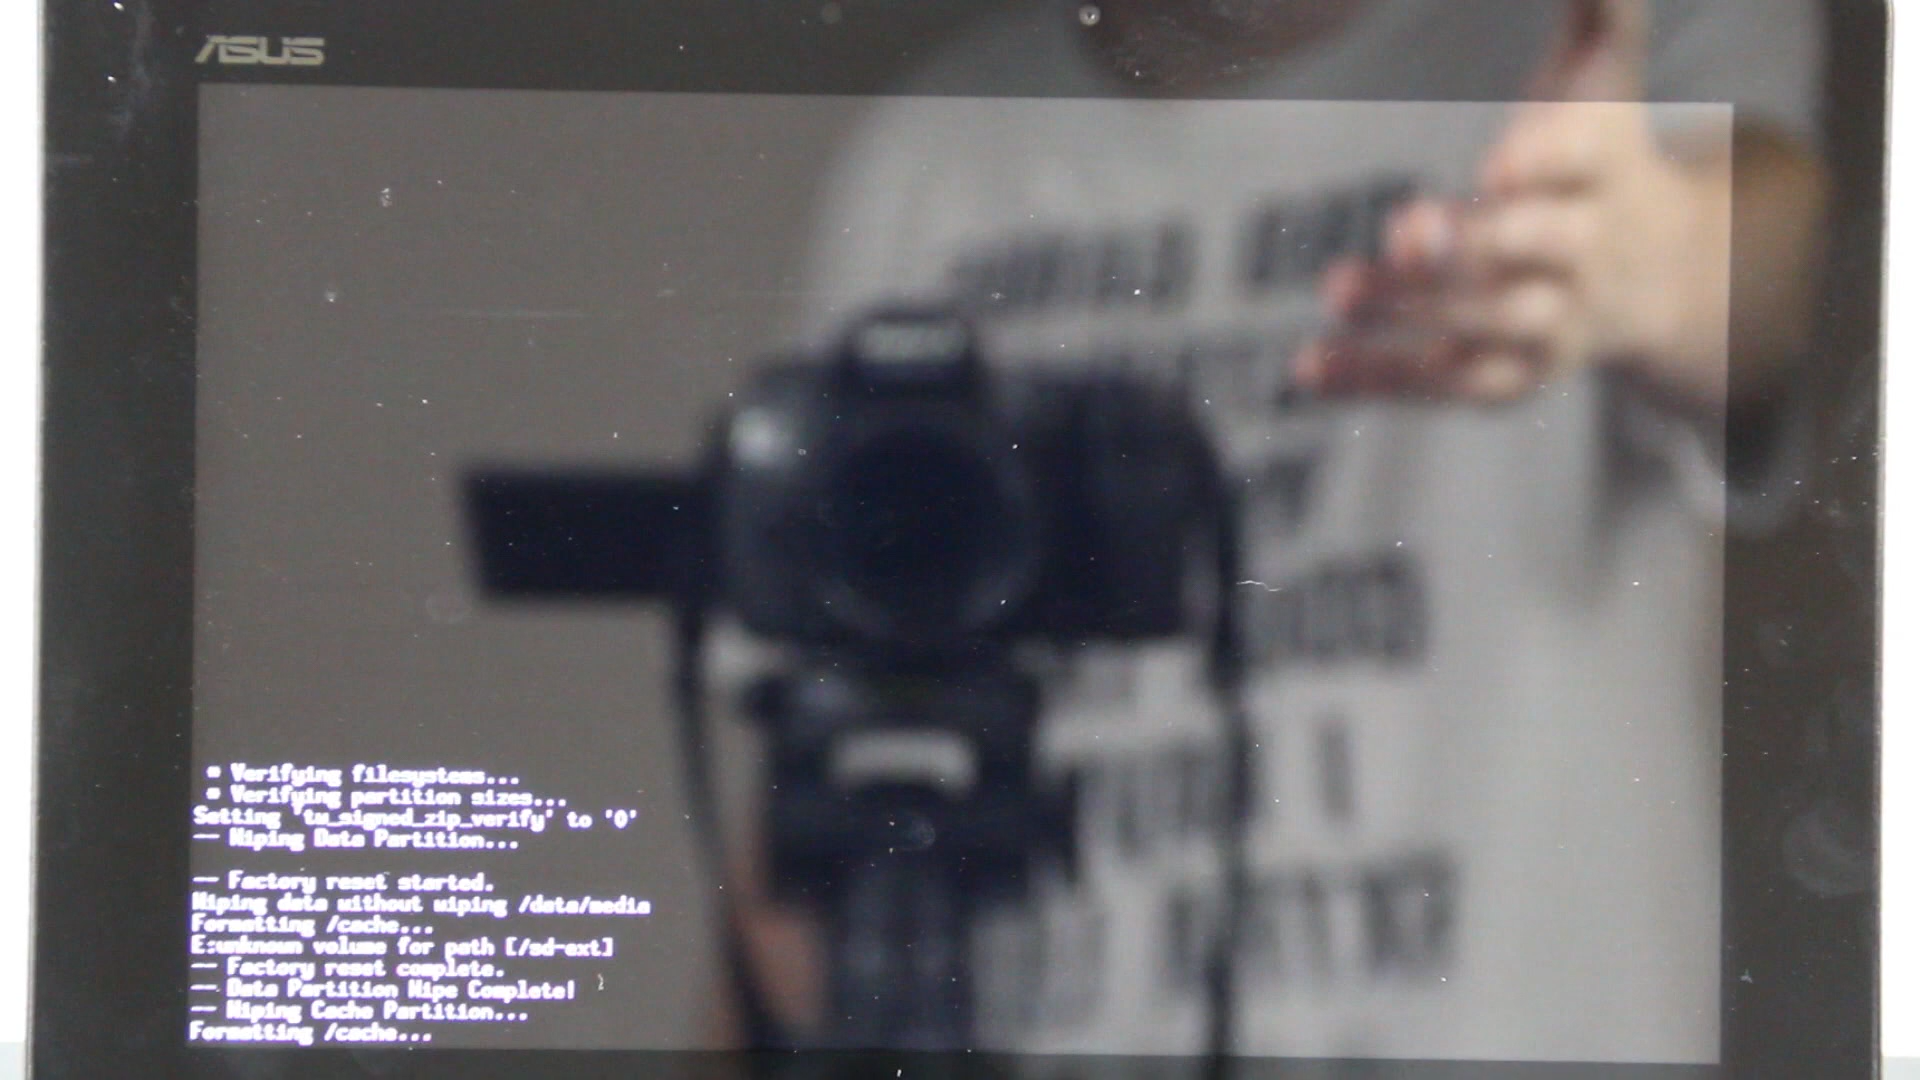 ASUS
= Verifying filesystems...
= Verifying partition sizes...
Setting 'tw_signed_zip_verify' to '0'
-- Wiping Data Partition...
-- Factory reset started.
Wiping data without wiping /data/media
Formatting /cache...
E:unknown volume for path [/sd-ext]
-- Factory reset complete.
-- Data Partition Wipe Complete!
-- Wiping Cache Partition...
Formatting /cache...